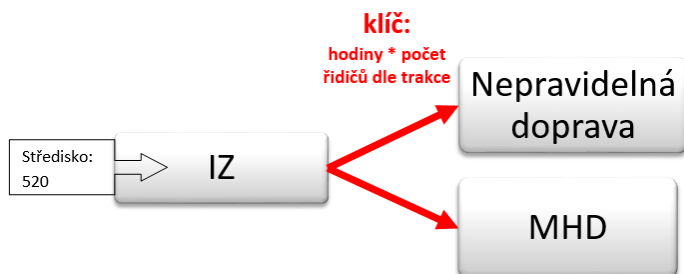 klíč:
hodiny * počet
řidičů dle trakce
Nepravidelná
doprava
Středisko:
520
IZ
MHD